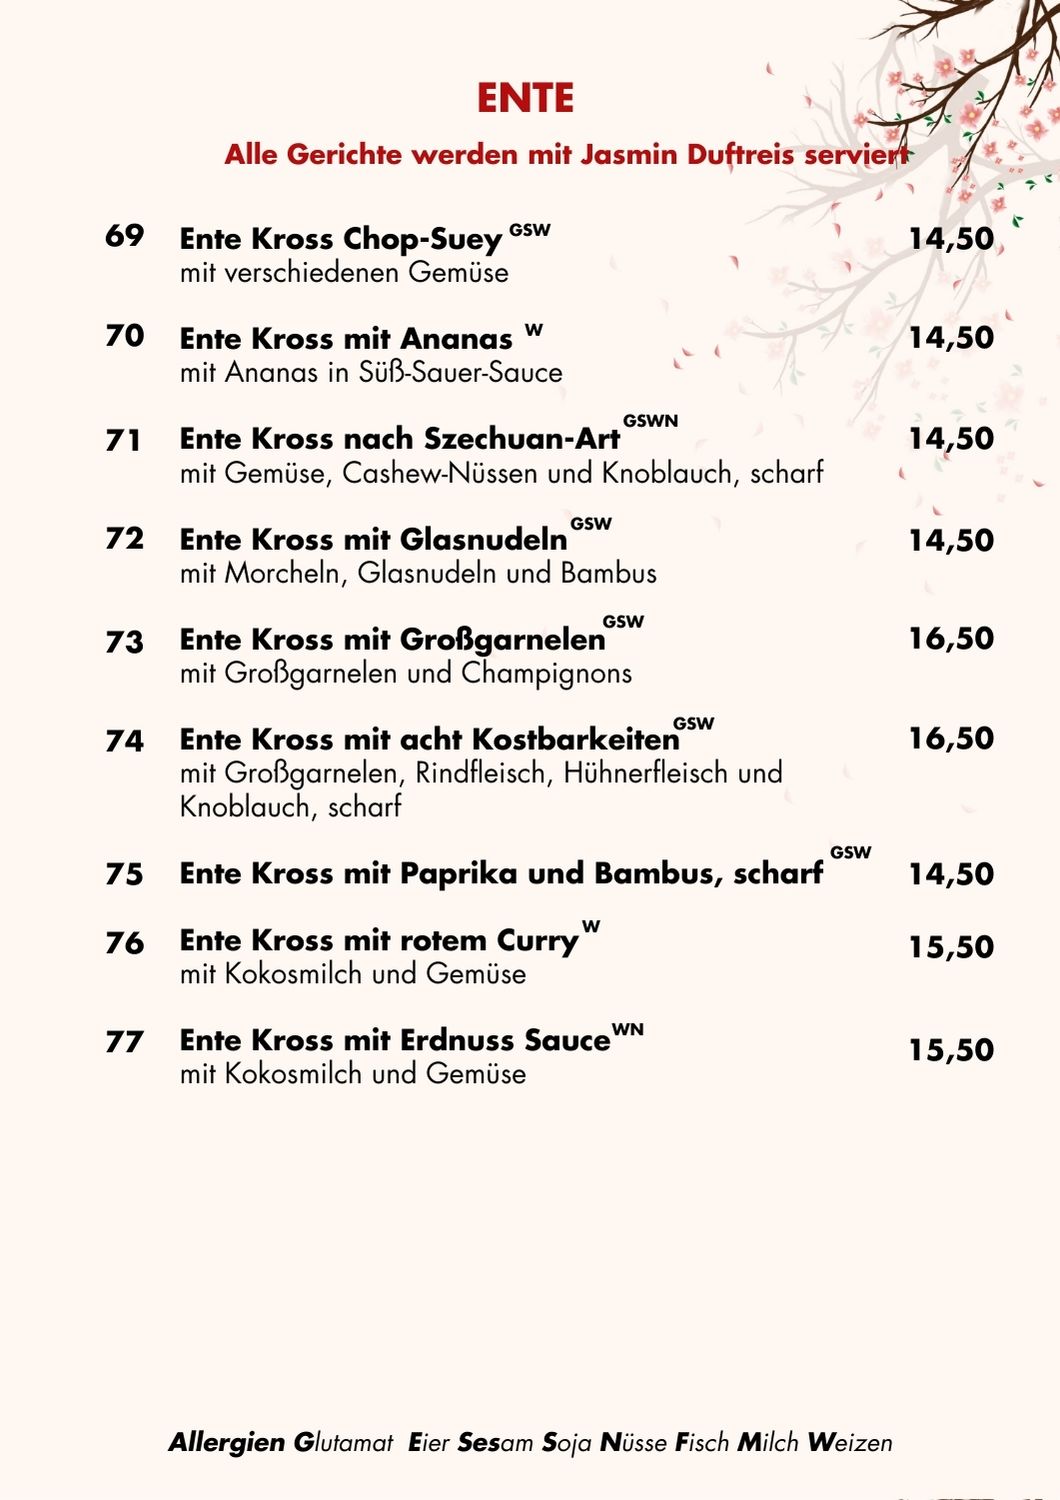 ENTE
Alle Gerichte werden mit Jasmin Duftreis serviert
69 Ente Kross Chop-Suey GSW 14,50
mit verschiedenen Gemüse
70 Ente Kross mit Ananas W 14,50
mit Ananas in Süß-Sauer-Sauce
71 Ente Kross nach Szechuan-Art GSWN 14,50
mit Gemüse, Cashew-Nüssen und Knoblauch, scharf
72 Ente Kross mit Glasnudeln GSW 14,50
mit Morcheln, Glasnudeln und Bambus
73 Ente Kross mit Großgarnelen GSW 16,50
mit Großgarnelen und Champignons
74 Ente Kross mit acht Kostbarkeiten GSW 16,50
mit Großgarnelen, Rindfleisch, Hühnerfleisch und
Knoblauch, scharf
75 Ente Kross mit Paprika und Bambus, scharf GSW 14,50
76 Ente Kross mit rotem Curry W 15,50
mit Kokosmilch und Gemüse
77 Ente Kross mit Erdnuss Sauce WN 15,50
mit Kokosmilch und Gemüse
Allergien Glutamat Eier Sesam Soja Nüsse Fisch Milch Weizen